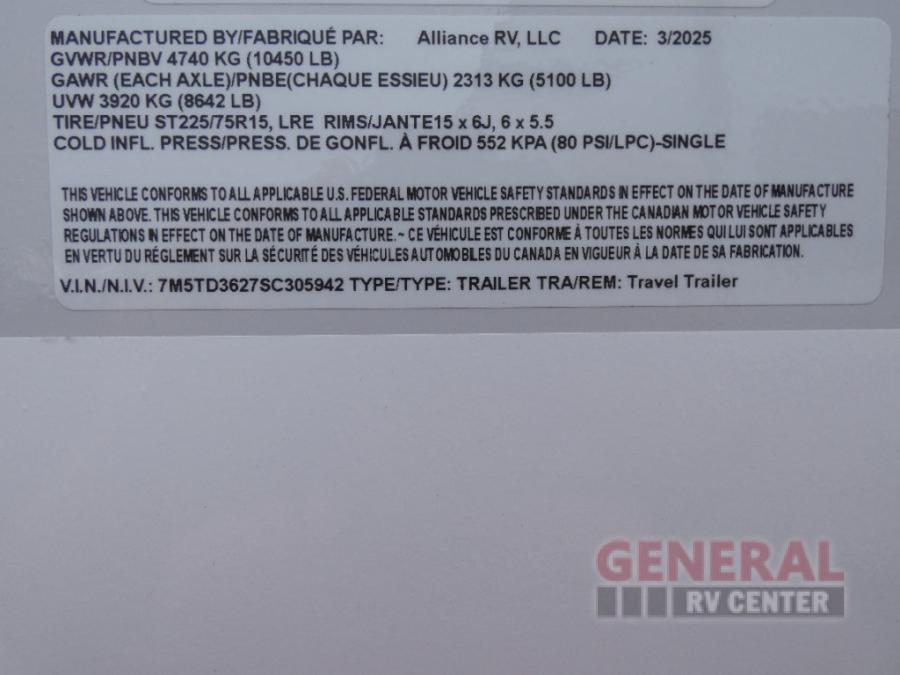 MANUFACTURED BY/FABRIQUÉ PAR: Alliance RV, LLC DATE: 3/2025
GVWR/PNBV 4740 KG (10450 LB)
GAWR (EACH AXLE)/PNBE(CHAQUE ESSIEU) 2313 KG (5100 LB)
UVW 3920 KG (8642 LB)
TIRE/PNEU ST225/75R15, LRE RIMS/JANTE15 x 6J, 6 x 5.5
COLD INFL. PRESS/PRESS. DE GONFL. À FROID 552 KPA (80 PSI/LPC)-SINGLE
THIS VEHICLE CONFORMS TO ALL APPLICABLE U.S. FEDERAL MOTOR VEHICLE SAFETY STANDARDS IN EFFECT ON THE DATE OF MANUFACTURE
SHOWN ABOVE. THIS VEHICLE CONFORMS TO ALL APPLICABLE STANDARDS PRESCRIBED UNDER THE CANADIAN MOTOR VEHICLE SAFETY
REGULATIONS IN EFFECT ON THE DATE OF MANUFACTURE. ~ CE VÉHICULE EST CONFORME À TOUTES LES NORMES QUI LUI SONT APPLICABLES
EN VERTU DU RÉGLEMENT SUR LA SÉCURITÉ DES VÉHICULES AUTOMOBILES DU CANADA EN VIGUEUR À LA DATE DE SA FABRICATION.
V.I.N./N.I.V.: 7M5TD3627SC305942 TYPE/TYPE: TRAILER TRA/REM: Travel Trailer
GENERAL
RV CENTER